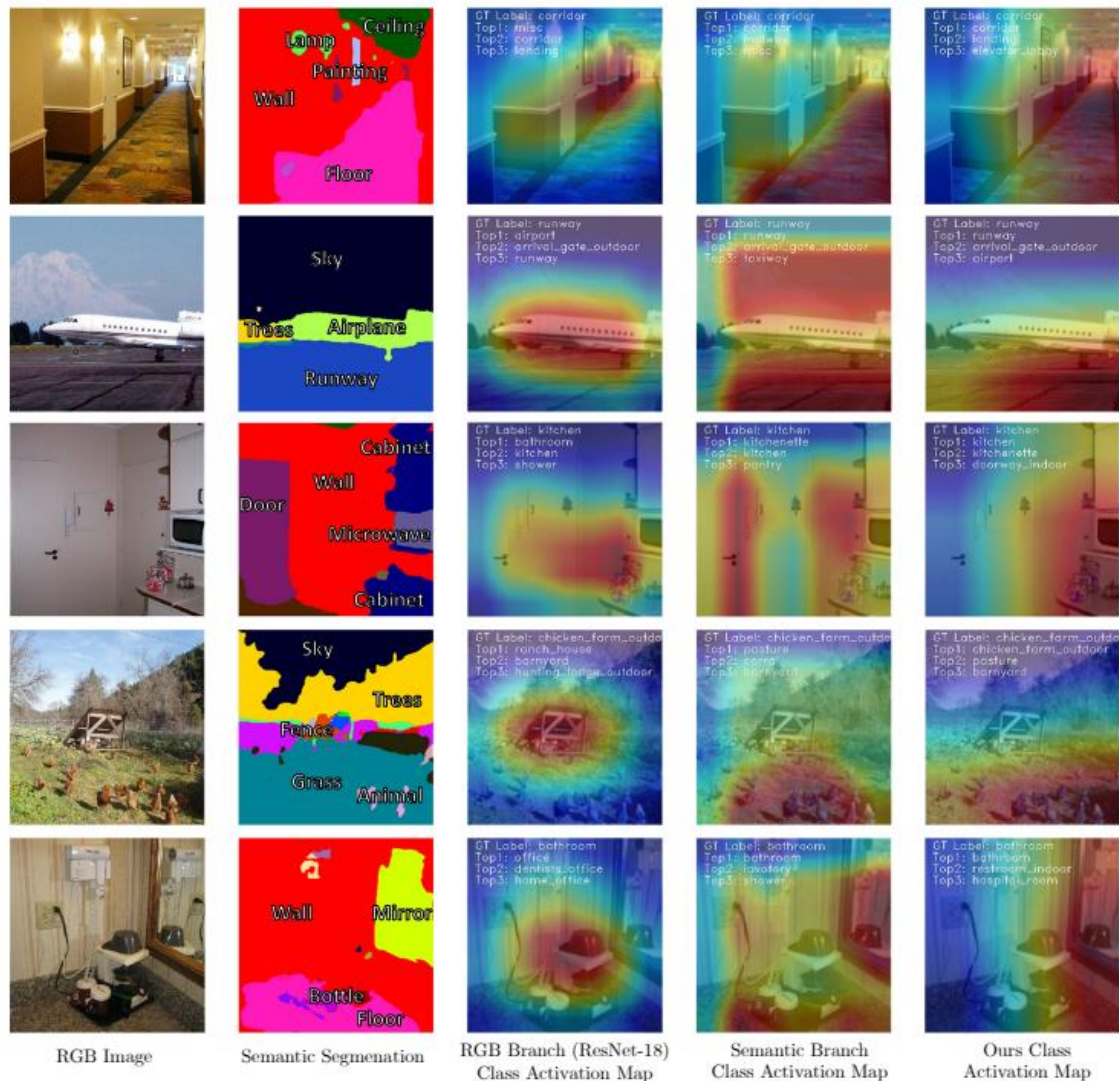 Lamp
Ceiling
Painting
Wall
Floor
GT Label: corridor
Top1: misc
Top2: corridor
Top3: landing
GT Label: corridor
Top1: corridor
GT Label: corridor
Top1: corridor
Top2: landing
Top3: elevator_lobby
Sky
Trees
Airplane
Runway
GT Label: runway
Top1: airport
Top2: arrival_gate_outdoor
Top3: runway
GT Label: runway
Top1: runway
Top2: arrival_gate_outdoor
Top3: taxiway
GT Label: runway
Top1: runway
Top2: arrival_gate_outdoor
Top3: airport
Cabinet
Wall
Door
Microwave
Cabinet
GT Label: kitchen
Top1: bathroom
Top2: kitchen
Top3: shower
GT Label: kitchen
Top1: kitchenette
Top2: kitchen
Top3: pantry
GT Label: kitchen
Top1: kitchen
Top2: kitchenette
Top3: doorway_indoor
Sky
Trees
Fence
Grass
Animal
GT Label: chicken_farm_outdo
Top1: ranch_house
Top2: barnyard
Top3: hunting_lodge_outdoor
GT Label: chicken_farm_outdo
Top1: pasture
Top2: corral
Top3: barnyard
GT Label: chicken_farm_outdo
Top1: chicken_farm_outdoor
Top2: pasture
Top3: barnyard
Wall
Mirror
Bottle
Floor
GT Label: bathroom
Top1: office
Top2: dentists_office
Top3: home_office
GT Label: bathroom
Top1: bathroom
Top2: lavatory
Top3: shower
GT Label: bathroom
Top1: bathroom
Top2: restroom_indoor
Top3: hospital_room
RGB Image
Semantic Segmenation
RGB Branch (ResNet-18)
Class Activation Map
Semantic Branch
Class Activation Map
Ours Class
Activation Map